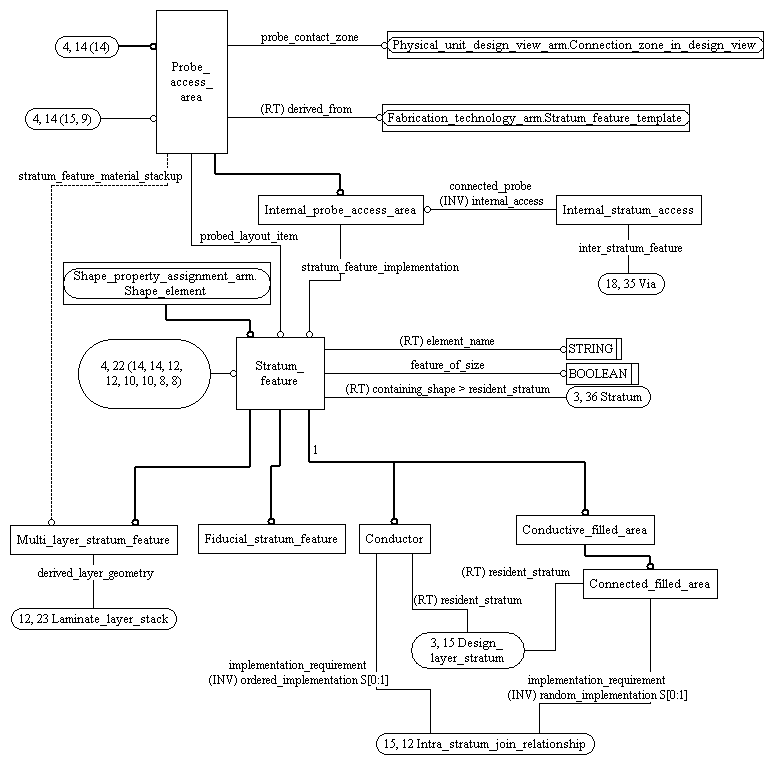 4, 14 (14)
probe_contact_zone
Physical_unit_design_view_arm.Connection_zone_in_design_view
Probe_
access_
area
4, 14 (15, 9)
(RT) derived_from
Fabrication_technology_arm.Stratum_feature_template
stratum_feature_material_stackup
connected_probe
(INV) internal_access
Internal_probe_access_area
Internal_stratum_access
probed_layout_item
inter_stratum_feature
stratum_feature_implementation
Shape_property_assignment_arm.
Shape_element
18, 35 Via
(RT) element_name
STRING
4, 22 (14, 14, 12,
12, 10, 10, 8, 8)
Stratum_
feature
feature_of_size
BOOLEAN
(RT) containing_shape > resident_stratum
3, 36 Stratum
1
Multi_layer_stratum_feature
Fiducial_stratum_feature
Conductor
Conductive_filled_area
derived_layer_geometry
(RT) resident_stratum
Connected_filled_area
(RT) resident_stratum
12, 23 Laminate_layer_stack
3, 15 Design_
layer_stratum
implementation_requirement
(INV) ordered_implementation S[0:1]
implementation_requirement
(INV) random_implementation S[0:1]
15, 12 Intra_stratum_join_relationship